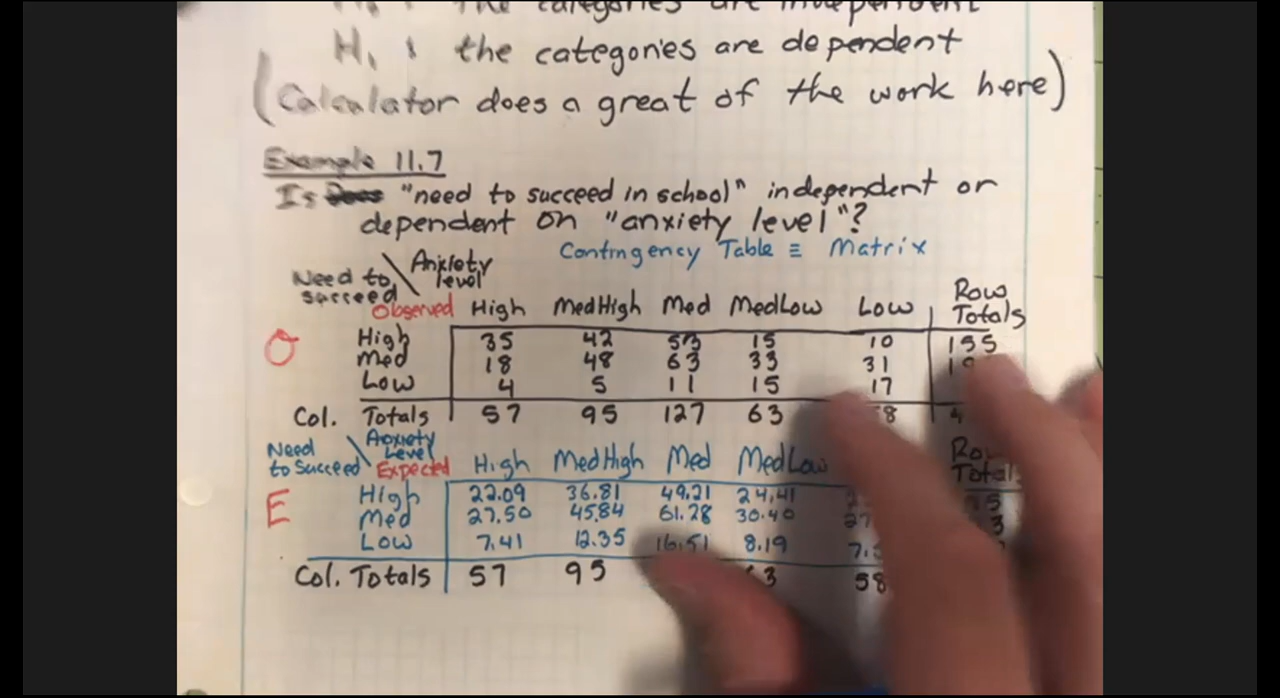 the categories are independent
H₁ : the categories are dependent
(Calculator does a great of the work here)
Example 11.7
Is "need to succeed in school" independent or
dependent on "anxiety level"?
Contingency Table ≡ Matrix
Need to succeed \ Anxiety level
Observed High MedHigh Med MedLow Low Row Totals
O
High 35 42 53 15 10 155
Med 18 48 63 33 31
Low 4 5 11 15 17
Col. Totals 57 95 127 63
Need to Succeed \ Anxiety Level
Expected High MedHigh Med MedLow
E
High 22.09 36.81 49.21 24.41
Med 27.50 45.84 61.28 30.40
Low 7.41 12.35 16.51 8.19
Col. Totals 57 95 58